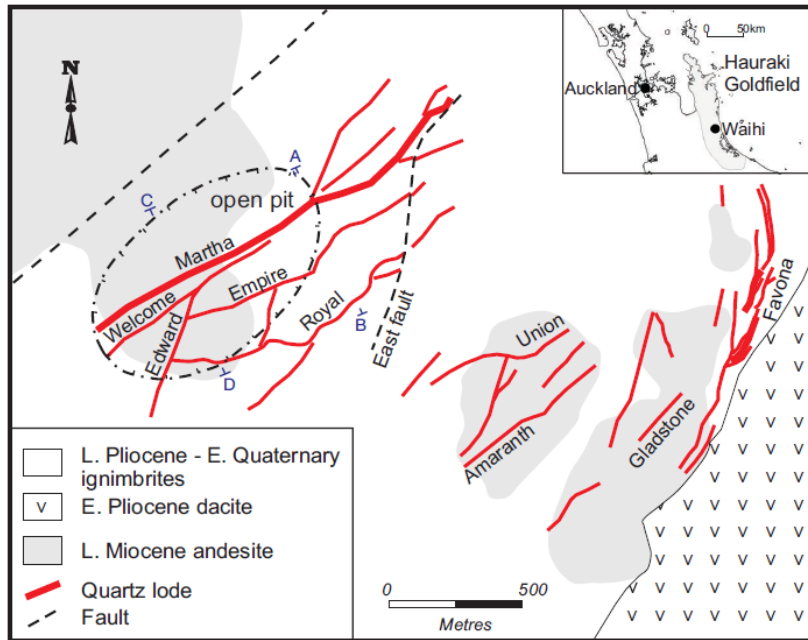 N
A
C
open pit
Martha
Welcome
Empire
Edward
Royal
B
D
East fault
Union
Amaranth
Gladstone
Favona
0 50km
Auckland
Hauraki
Goldfield
Waihi
L. Pliocene - E. Quaternary
ignimbrites
v E. Pliocene dacite
L. Miocene andesite
Quartz lode
Fault
0 500
Metres